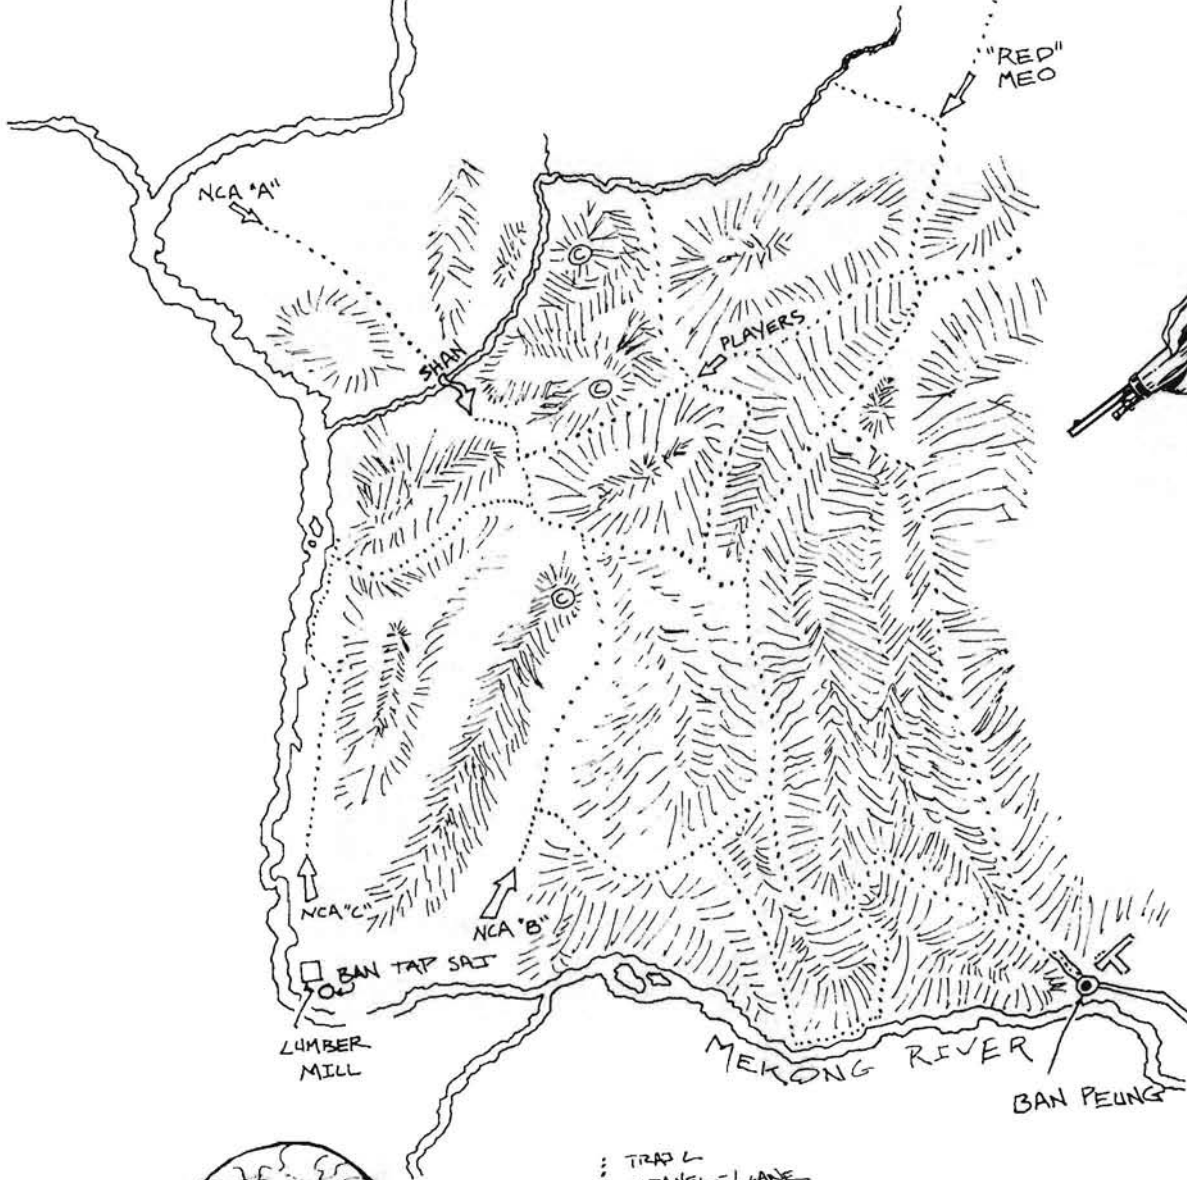 "RED"
MEO
NCA "A"
PLAYERS
SHAN
NCA "C"
NCA "B"
BAN TAP SAI
LUMBER
MILL
MEKONG RIVER
BAN PEUNG
C
C
C
TRAIL